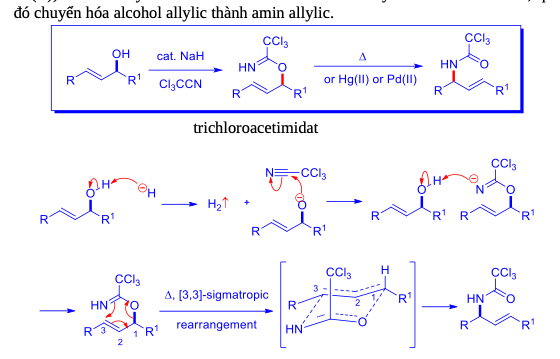 đó chuyển hóa alcohol allylic thành amin allylic.
OH
R
R¹
cat. NaH
Cl₃CCN
CCl₃
HN
O
R
R¹
Δ
or Hg(II) or Pd(II)
CCl₃
HN
O
R
R¹
trichloroacetimidat
O
H
⊖
H
R
R¹
H₂↑
+
N
CCl₃
⊖
O
R
R¹
O
H
R
R¹
⊖
N
CCl₃
O
R
R¹
CCl₃
HN
O
R
3
2
1
R¹
Δ, [3,3]-sigmatropic
rearrangement
CCl₃
H
3
2
1
R
R¹
HN
O
CCl₃
HN
O
R
R¹